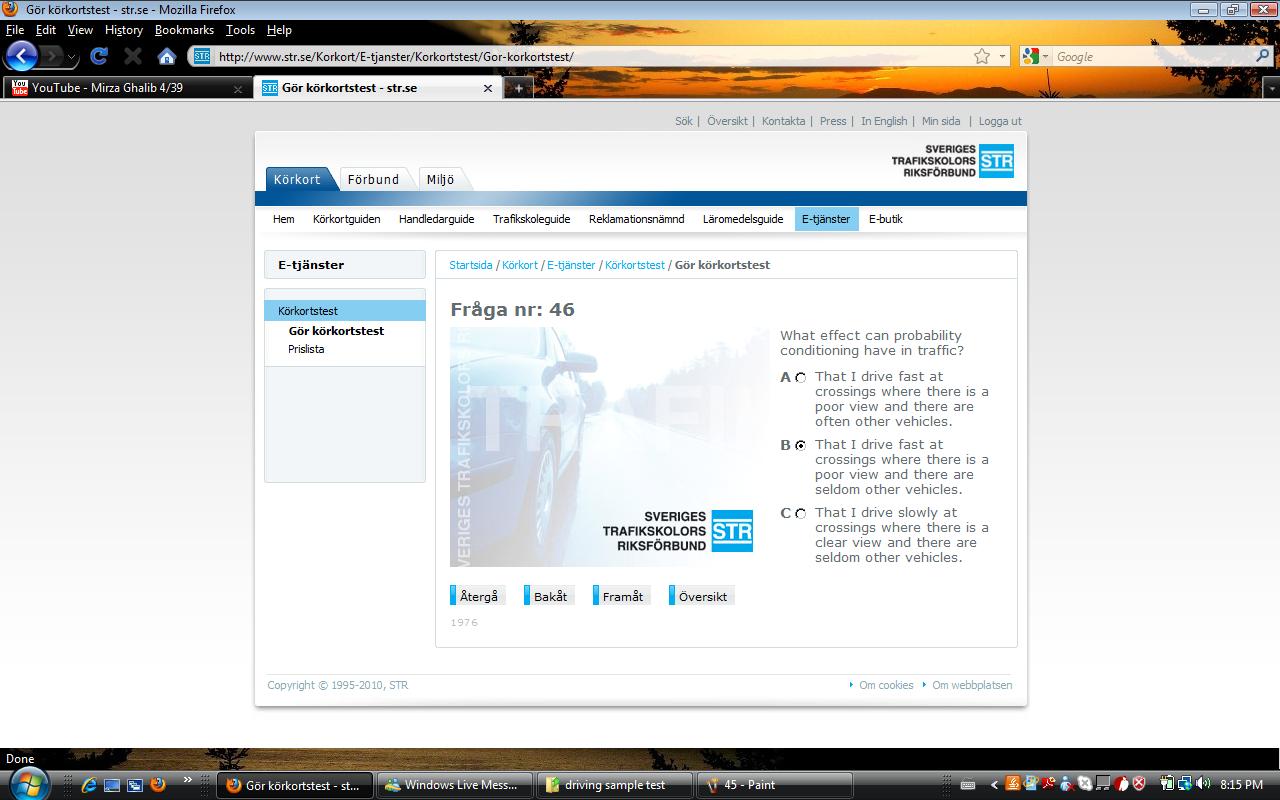 Gör körkortstest - str.se - Mozilla Firefox
File Edit View History Bookmarks Tools Help
STR http://www.str.se/Korkort/E-tjanster/Korkortstest/Gor-korkortstest/ Google
You Tube YouTube - Mirza Ghalib 4/39 STR Gör körkortstest - str.se
Sök | Översikt | Kontakta | Press | In English | Min sida | Logga ut
SVERIGES
TRAFIKSKOLORS STR
RIKSFÖRBUND
Körkort Förbund Miljö
Hem Körkortguiden Handledarguide Trafikskoleguide Reklamationsnämnd Läromedelsguide E-tjänster E-butik
E-tjänster
Körkortstest
Gör körkortstest
Prislista
Startsida / Körkort / E-tjänster / Körkortstest / Gör körkortstest
Fråga nr: 46
VERIGES TRAFIKSKOLOR
TRAFI
SVERIGES
TRAFIKSKOLORS STR
RIKSFÖRBUND
What effect can probability
conditioning have in traffic?
A That I drive fast at
crossings where there is a
poor view and there are
often other vehicles.
B That I drive fast at
crossings where there is a
poor view and there are
seldom other vehicles.
C That I drive slowly at
crossings where there is a
clear view and there are
seldom other vehicles.
Återgå Bakåt Framåt Översikt
1976
Copyright © 1995-2010, STR Om cookies Om webbplatsen
Done
Gör körkortstest - st... Windows Live Mess... driving sample test 45 - Paint 8:15 PM